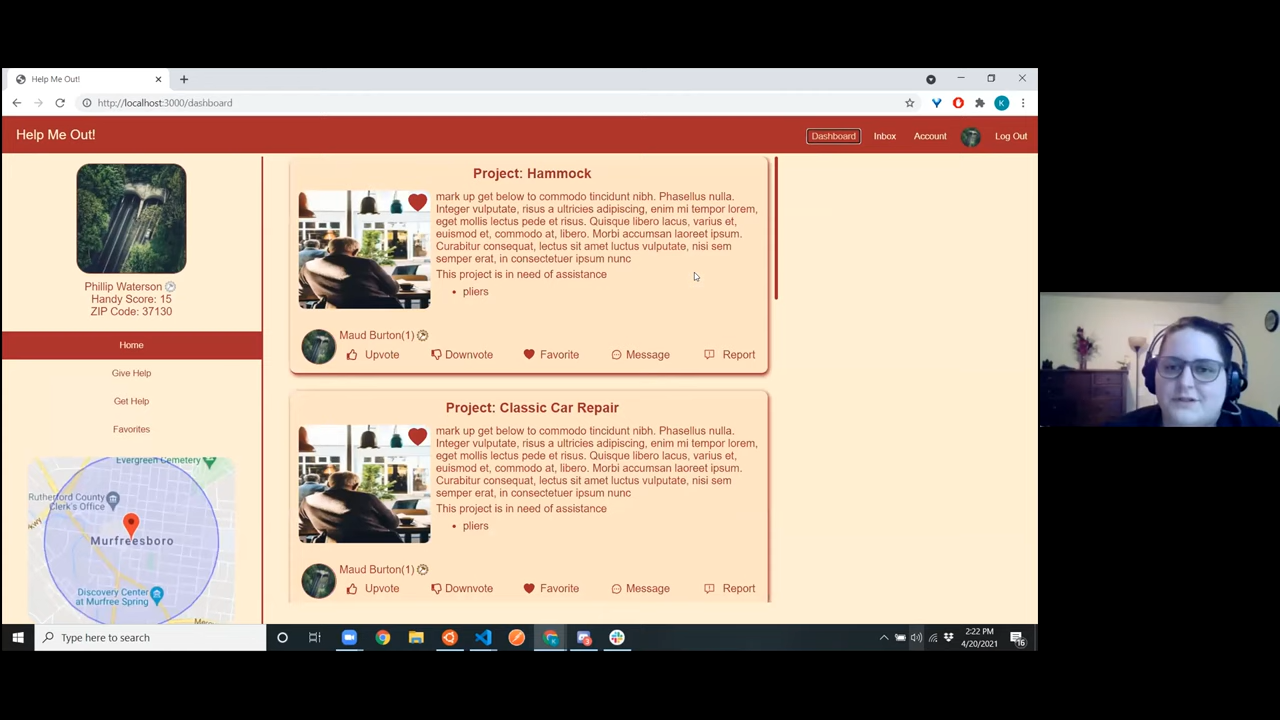 Help Me Out!
http://localhost:3000/dashboard
K
Help Me Out!
Dashboard
Inbox
Account
Log Out
Phillip Waterson
Handy Score: 15
ZIP Code: 37130
Home
Give Help
Get Help
Favorites
Evergreen Cemetery
Rutherford County
Clerk's Office
Murfreesboro
Discovery Center
at Murfree Spring
Project: Hammock
mark up get below to commodo tincidunt nibh. Phasellus nulla.
Integer vulputate, risus a ultricies adipiscing, enim mi tempor lorem,
eget mollis luctus pede et risus. Quisque libero lacus, varius et,
euismod et, commodo at, libero. Morbi accumsan laoreet ipsum.
Curabitur consequat, lectus sit amet luctus vulputate, nisi sem
semper erat, in consectetuer ipsum nunc
This project is in need of assistance
• pliers
Maud Burton(1)
Upvote
Downvote
Favorite
Message
Report
Project: Classic Car Repair
mark up get below to commodo tincidunt nibh. Phasellus nulla.
Integer vulputate, risus a ultricies adipiscing, enim mi tempor lorem,
eget mollis luctus pede et risus. Quisque libero lacus, varius et,
euismod et, commodo at, libero. Morbi accumsan laoreet ipsum.
Curabitur consequat, lectus sit amet luctus vulputate, nisi sem
semper erat, in consectetuer ipsum nunc
This project is in need of assistance
• pliers
Maud Burton(1)
Upvote
Downvote
Favorite
Message
Report
Type here to search
2:22 PM
4/20/2021